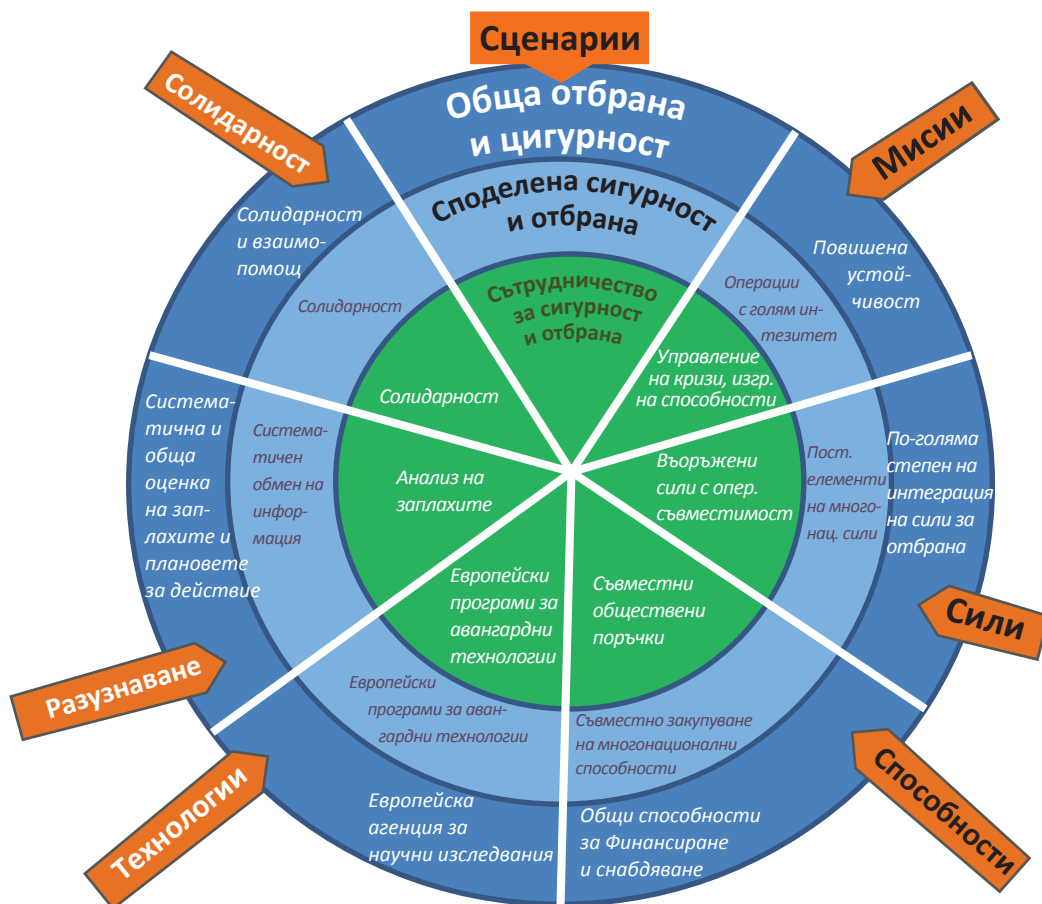 Сценарии
Обща отбрана
и цигурност
Споделена сигурност
и отбрана
Сътрудничество
за сигурност
и отбрана
Мисии
Повишена
устой-
чивост
Операции
с голям ин-
тезитет
Управление
на кризи, изгр.
на способности
Сили
По-голяма
степен на
интеграция
на сили за
отбрана
Пост.
елементи
на много-
нац. сили
Въоръжени
сили с опер.
съвместимост
Способности
Общи способности
за Финансиране
и снабдяване
Съвместно закупуване
на многонационални
способности
Съвместни
обществени
поръчки
Технологии
Европейска
агенция за
научни изследвания
Европейски
програми за аван-
гардни технологии
Европейски
програми за
авангардни
технологии
Разузнаване
Система-
тична и
обща
оценка
на зап-
лахите и
плановете
за действие
Система-
тичен
обмен на
инфор-
мация
Анализ на
заплахите
Солидарност
Солидарност
и взаимо-
помощ
Солидарност
Солидарност